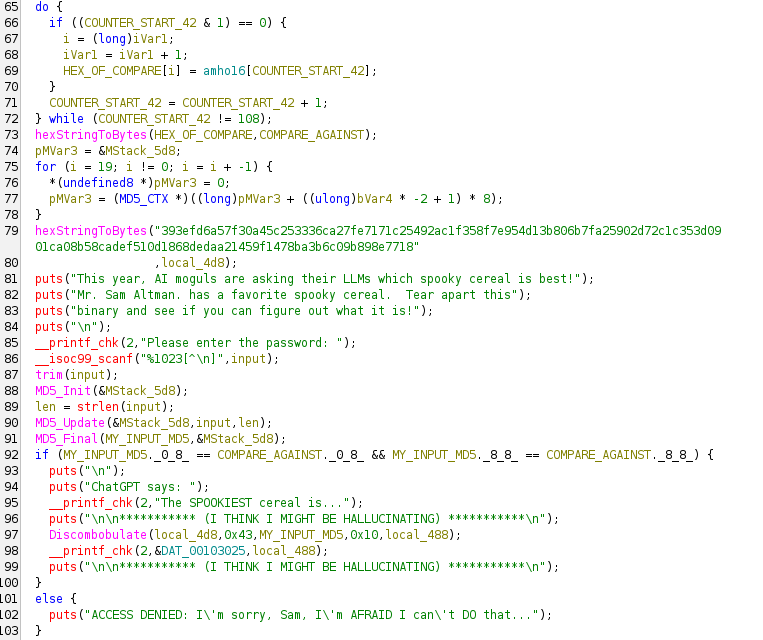 65 do {
66 if ((COUNTER_START_42 & 1) == 0) {
67 i = (long)iVar1;
68 iVar1 = iVar1 + 1;
69 HEX_OF_COMPARE[i] = amho16[COUNTER_START_42];
70 }
71 COUNTER_START_42 = COUNTER_START_42 + 1;
72 } while (COUNTER_START_42 != 108);
73 hexStringToBytes(HEX_OF_COMPARE,COMPARE_AGAINST);
74 pMVar3 = &MStack_5d8;
75 for (i = 19; i != 0; i = i + -1) {
76 *(undefined8 *)pMVar3 = 0;
77 pMVar3 = (MD5_CTX *)((long)pMVar3 + ((ulong)bVar4 * -2 + 1) * 8);
78 }
79 hexStringToBytes("393efd6a57f30a45c253336ca27fe7171c25492ac1f358f7e954d13b806b7fa25902d72c1c353d09
01ca08b58cadef510d1868dedaa21459f1478ba3b6c09b898e7718"
80 ,local_4d8);
81 puts("This year, AI moguls are asking their LLMs which spooky cereal is best!");
82 puts("Mr. Sam Altman. has a favorite spooky cereal.  Tear apart this");
83 puts("binary and see if you can figure out what it is!");
84 puts("\n");
85 __printf_chk(2,"Please enter the password: ");
86 __isoc99_scanf("%1023[^\n]",input);
87 trim(input);
88 MD5_Init(&MStack_5d8);
89 len = strlen(input);
90 MD5_Update(&MStack_5d8,input,len);
91 MD5_Final(MY_INPUT_MD5,&MStack_5d8);
92 if (MY_INPUT_MD5._0_8_ == COMPARE_AGAINST._0_8_ && MY_INPUT_MD5._8_8_ == COMPARE_AGAINST._8_8_) {
93 puts("\n");
94 puts("ChatGPT says: ");
95 __printf_chk(2,"The SPOOKIEST cereal is...");
96 puts("\n\n*********** (I THINK I MIGHT BE HALLUCINATING) ***********\n");
97 Discombobulate(local_4d8,0x43,MY_INPUT_MD5,0x10,local_488);
98 __printf_chk(2,&DAT_00103025,local_488);
99 puts("\n\n*********** (I THINK I MIGHT BE HALLUCINATING) ***********\n");
100 }
101 else {
102 puts("ACCESS DENIED: I\'m sorry, Sam, I\'m AFRAID I can\'t DO that...");
103 }